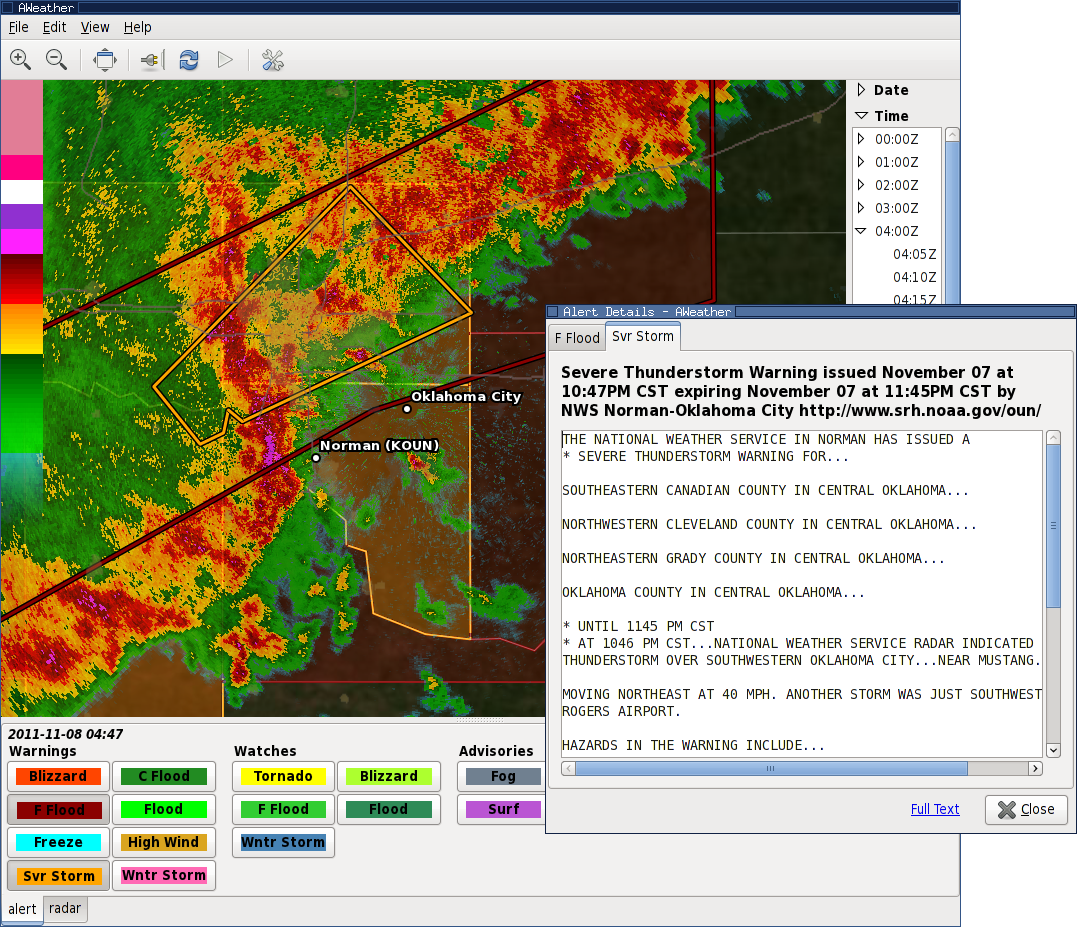 AWeather
File Edit View Help
Date
Time
00:00Z
01:00Z
02:00Z
03:00Z
04:00Z
04:05Z
04:10Z
04:15Z
Oklahoma City
Norman (KOUN)
Alert Details - AWeather
F Flood Svr Storm
Severe Thunderstorm Warning issued November 07 at
10:47PM CST expiring November 07 at 11:45PM CST by
NWS Norman-Oklahoma City http://www.srh.noaa.gov/oun/
THE NATIONAL WEATHER SERVICE IN NORMAN HAS ISSUED A
* SEVERE THUNDERSTORM WARNING FOR...
SOUTHEASTERN CANADIAN COUNTY IN CENTRAL OKLAHOMA...
NORTHWESTERN CLEVELAND COUNTY IN CENTRAL OKLAHOMA...
NORTHEASTERN GRADY COUNTY IN CENTRAL OKLAHOMA...
OKLAHOMA COUNTY IN CENTRAL OKLAHOMA...
* UNTIL 1145 PM CST
* AT 1046 PM CST...NATIONAL WEATHER SERVICE RADAR INDICATED
THUNDERSTORM OVER SOUTHWESTERN OKLAHOMA CITY...NEAR MUSTANG.
MOVING NORTHEAST AT 40 MPH. ANOTHER STORM WAS JUST SOUTHWEST
ROGERS AIRPORT.
HAZARDS IN THE WARNING INCLUDE...
Full Text Close
2011-11-08 04:47
Warnings Watches Advisories
Blizzard C Flood Tornado Blizzard Fog
F Flood Flood F Flood Flood Surf
Freeze High Wind Wntr Storm
Svr Storm Wntr Storm
alert radar